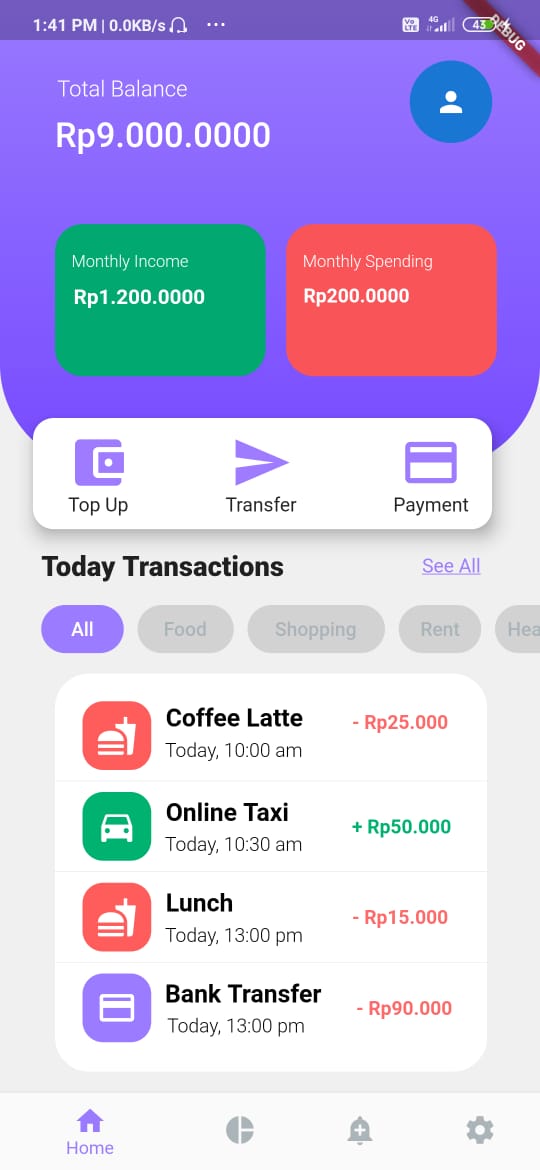 1:41 PM | 0.0KB/s ...
Vo LTE 4G 43
DEBUG
Total Balance
Rp9.000.0000
Monthly Income
Rp1.200.0000
Monthly Spending
Rp200.0000
Top Up
Transfer
Payment
Today Transactions
See All
All
Food
Shopping
Rent
Hea
Coffee Latte
- Rp25.000
Today, 10:00 am
Online Taxi
+ Rp50.000
Today, 10:30 am
Lunch
- Rp15.000
Today, 13:00 pm
Bank Transfer
- Rp90.000
Today, 13:00 pm
Home